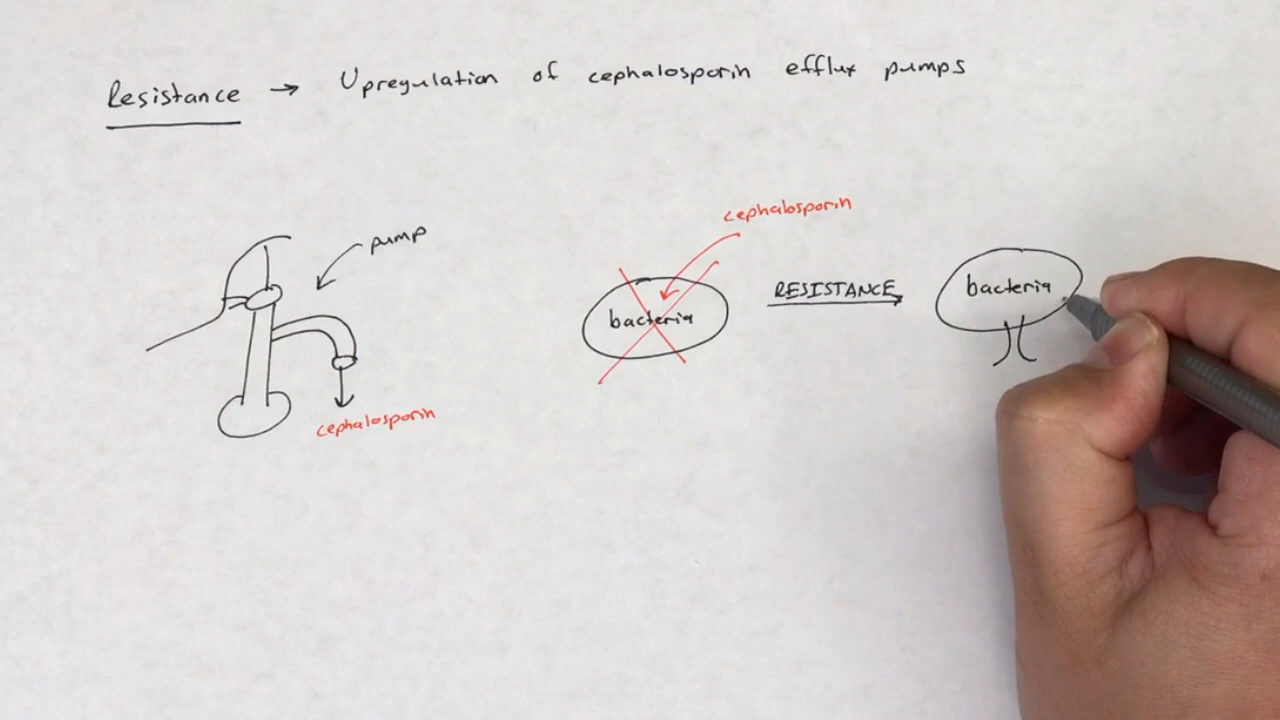 Resistance → Upregulation of cephalosporin efflux pumps
pump
cephalosporin
cephalosporin
bacteria
RESISTANCE
bacteria